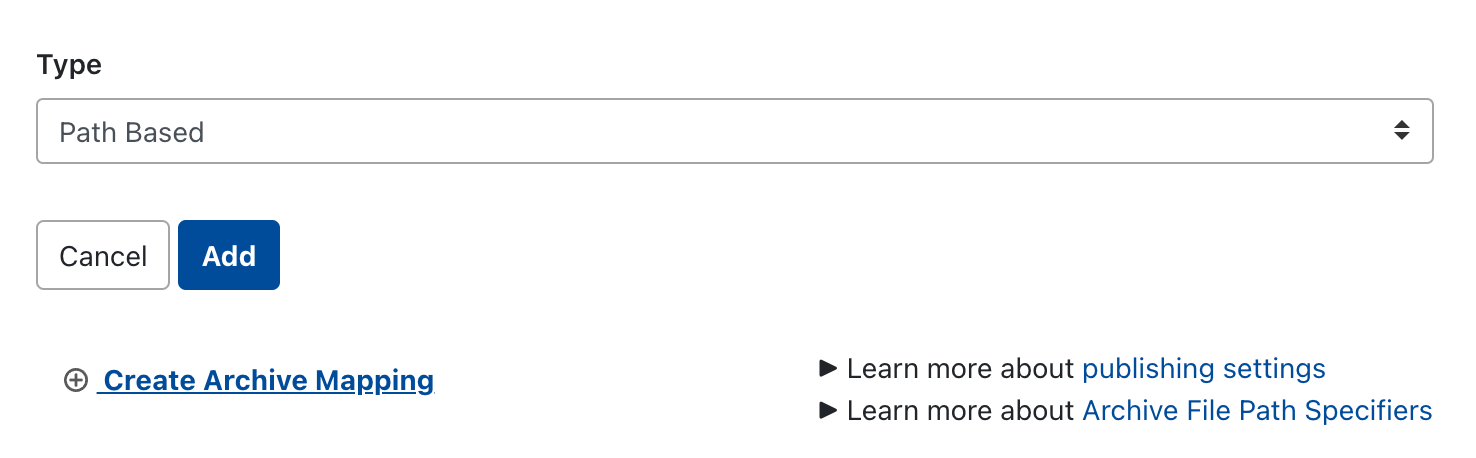 Type
Path Based
Cancel Add
Create Archive Mapping
Learn more about publishing settings
Learn more about Archive File Path Specifiers